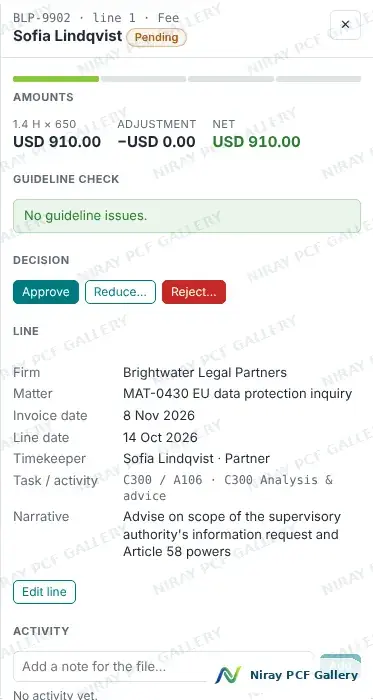 BLP-9902 · line 1 · Fee
Sofia Lindqvist Pending
×
AMOUNTS
1.4 H × 650 ADJUSTMENT NET
USD 910.00 −USD 0.00 USD 910.00
GUIDELINE CHECK
No guideline issues.
DECISION
Approve Reduce... Reject...
LINE
Firm Brightwater Legal Partners
Matter MAT-0430 EU data protection inquiry
Invoice date 8 Nov 2026
Line date 14 Oct 2026
Timekeeper Sofia Lindqvist · Partner
Task / activity C300 / A106 · C300 Analysis &
advice
Narrative Advise on scope of the supervisory
authority's information request and
Article 58 powers
Edit line
ACTIVITY
Add a note for the file... Add
Niray PCF Gallery
No activity yet.
NIRAY PCF GALLERY